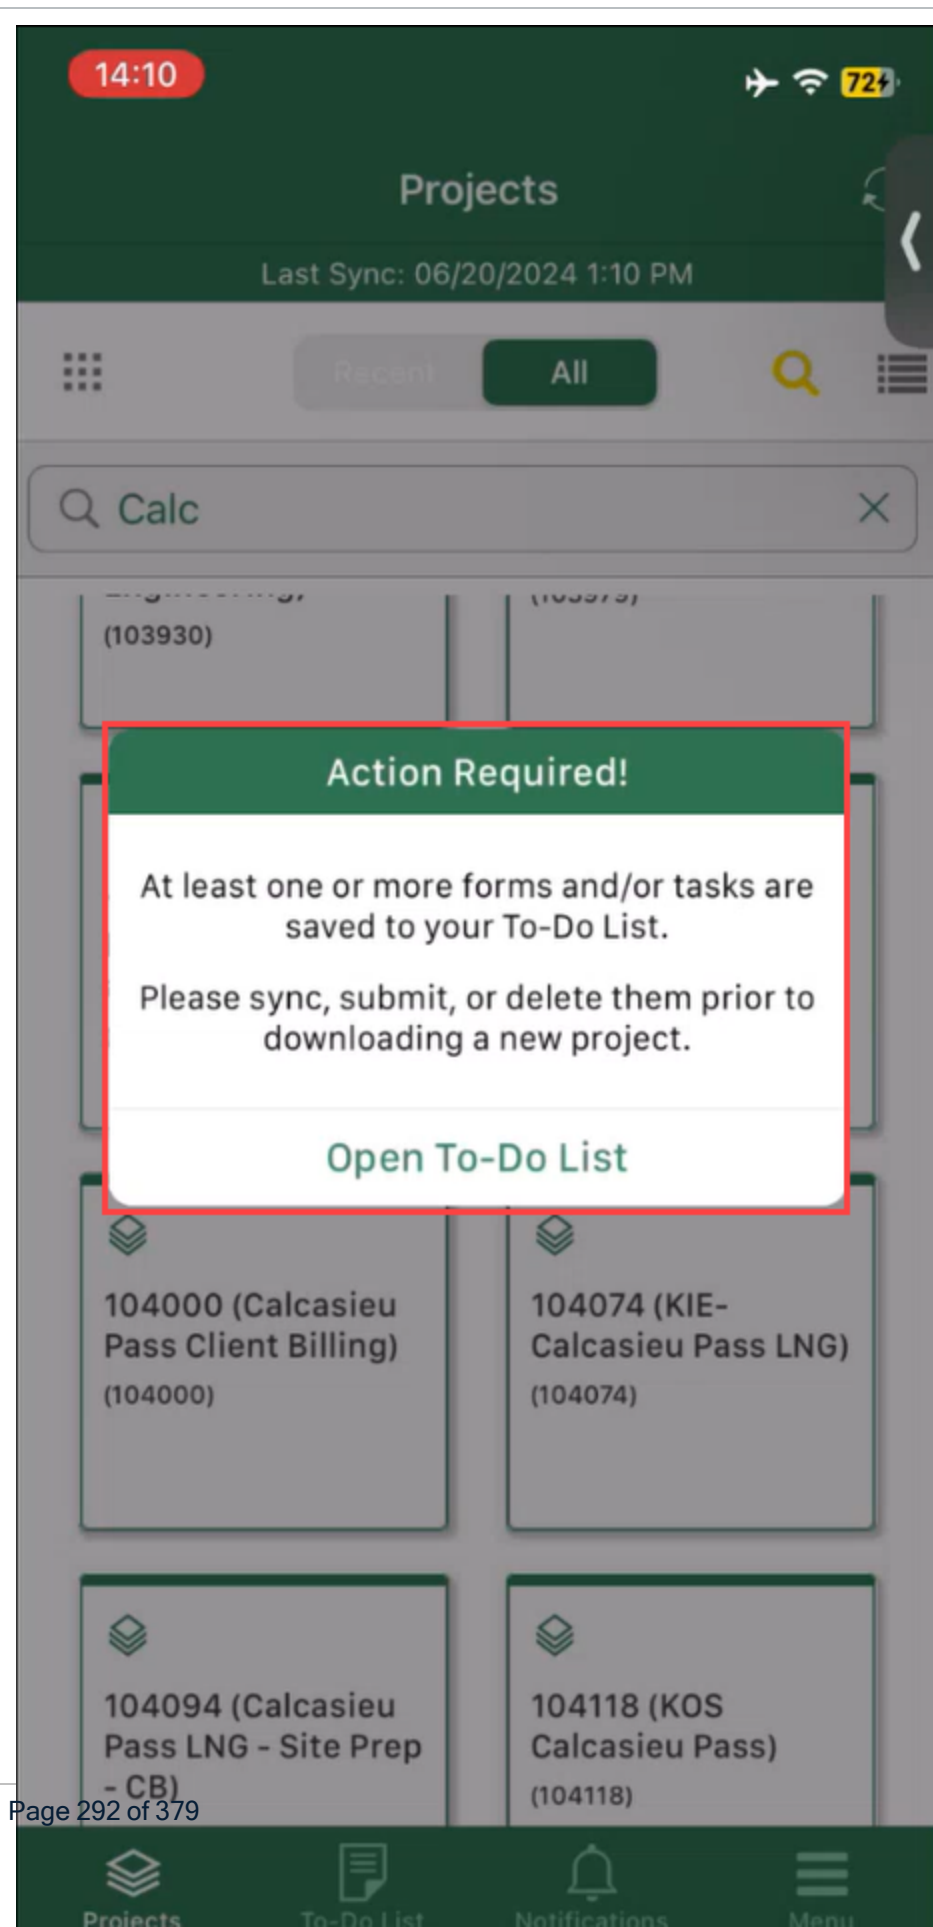 14:10
72
Projects
Last Sync: 06/20/2024 1:10 PM
Recent
All
Calc
(103930)
(103979)
Action Required!
At least one or more forms and/or tasks are
saved to your To-Do List.
Please sync, submit, or delete them prior to
downloading a new project.
Open To-Do List
104000 (Calcasieu
Pass Client Billing)
(104000)
104074 (KIE-
Calcasieu Pass LNG)
(104074)
104094 (Calcasieu
Pass LNG - Site Prep
- CB)
104118 (KOS
Calcasieu Pass)
(104118)
Page 292 of 379
Projects
To-Do List
Notifications
Menu